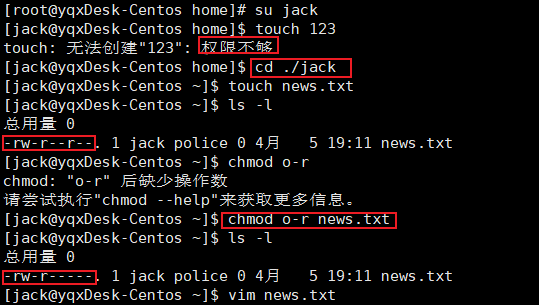 [root@yqxDesk-Centos home]# su jack
[jack@yqxDesk-Centos home]$ touch 123
touch: 无法创建"123": 权限不够
[jack@yqxDesk-Centos home]$ cd ./jack
[jack@yqxDesk-Centos ~]$ touch news.txt
[jack@yqxDesk-Centos ~]$ ls -l
总用量 0
-rw-r--r--. 1 jack police 0 4月   5 19:11 news.txt
[jack@yqxDesk-Centos ~]$ chmod o-r
chmod: "o-r" 后缺少操作数
请尝试执行"chmod --help"来获取更多信息。
[jack@yqxDesk-Centos ~]$ chmod o-r news.txt
[jack@yqxDesk-Centos ~]$ ls -l
总用量 0
-rw-r-----. 1 jack police 0 4月   5 19:11 news.txt
[jack@yqxDesk-Centos ~]$ vim news.txt